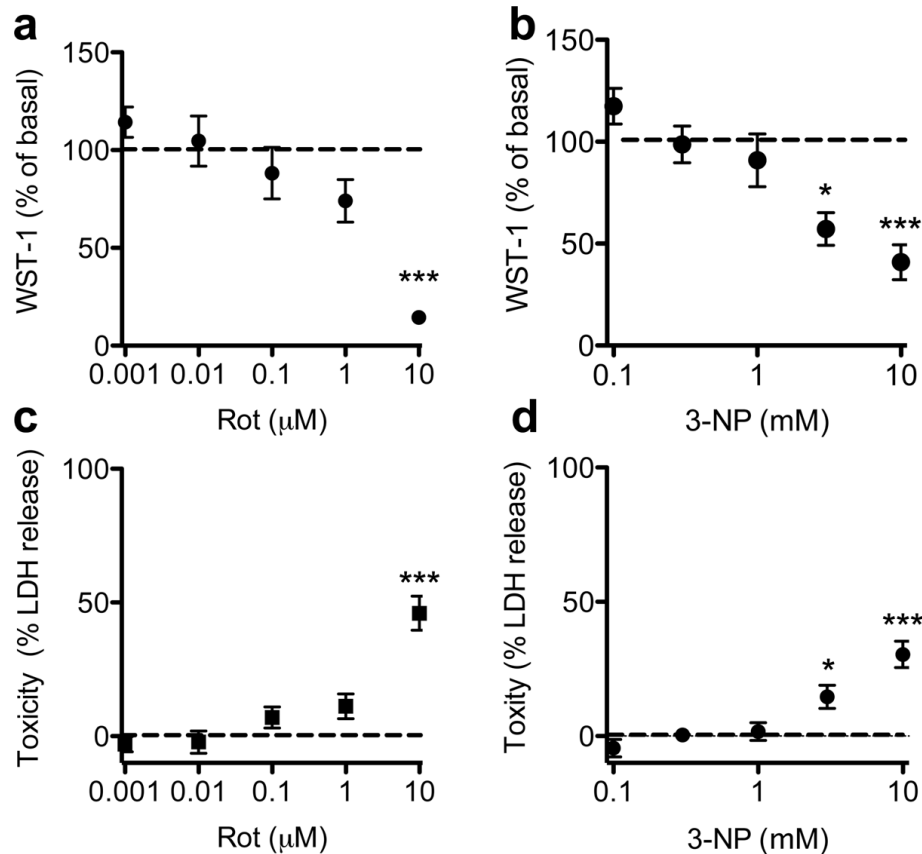 a
WST-1 (% of basal)
150
100
50
0
***
0.001 0.01 0.1 1 10
Rot (μM)
b
WST-1 (% of basal)
150
100
50
0
*
***
0.1 1 10
3-NP (mM)
c
Toxicity (% LDH release)
100
50
0
***
0.001 0.01 0.1 1 10
Rot (μM)
d
Toxity (% LDH release)
100
50
0
*
***
0.1 1 10
3-NP (mM)